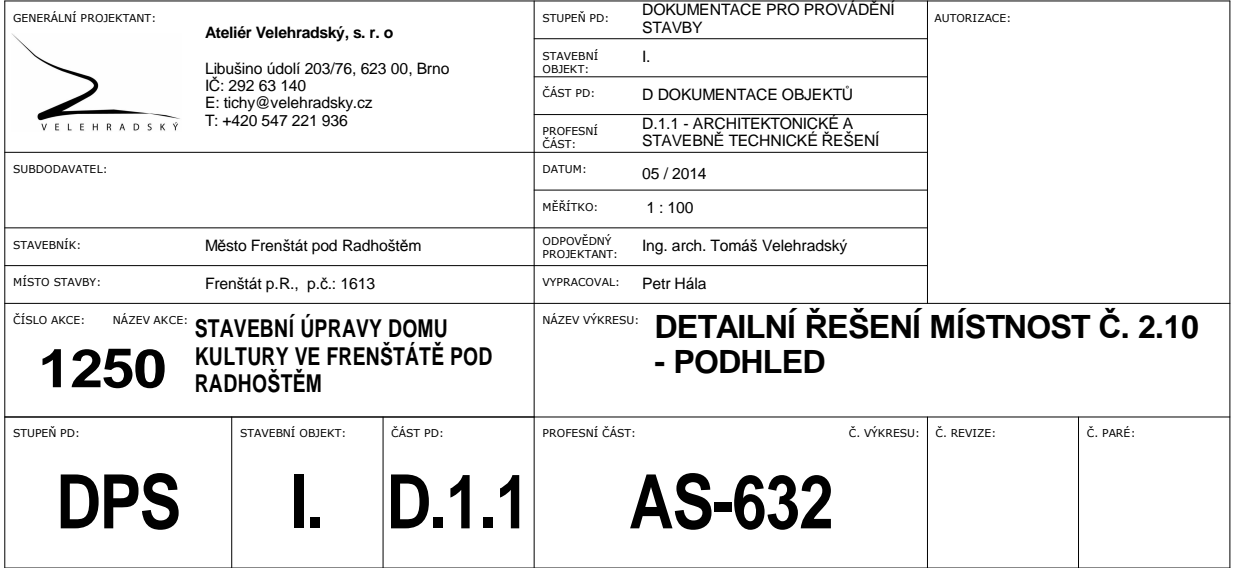 GENERÁLNÍ PROJEKTANT:
VELEHRADSKÝ
Ateliér Velehradský, s. r. o
Libušino údolí 203/76, 623 00, Brno
IČ: 292 63 140
E: tichy@velehradsky.cz
T: +420 547 221 936
STUPEŇ PD:
DOKUMENTACE PRO PROVÁDĚNÍ
STAVBY
STAVEBNÍ
OBJEKT:
I.
ČÁST PD:
D DOKUMENTACE OBJEKTŮ
PROFESNÍ
ČÁST:
D.1.1 - ARCHITEKTONICKÉ A
STAVEBNĚ TECHNICKÉ ŘEŠENÍ
AUTORIZACE:
SUBDODAVATEL:
DATUM:
05 / 2014
MĚŘÍTKO:
1 : 100
STAVEBNÍK:
Město Frenštát pod Radhoštěm
ODPOVĚDNÝ
PROJEKTANT:
Ing. arch. Tomáš Velehradský
MÍSTO STAVBY:
Frenštát p.R., p.č.: 1613
VYPRACOVAL:
Petr Hála
ČÍSLO AKCE:
1250
NÁZEV AKCE:
STAVEBNÍ ÚPRAVY DOMU
KULTURY VE FRENŠTÁTĚ POD
RADHOŠTĚM
NÁZEV VÝKRESU:
DETAILNÍ ŘEŠENÍ MÍSTNOST Č. 2.10
- PODHLED
STUPEŇ PD:
DPS
STAVEBNÍ OBJEKT:
I.
ČÁST PD:
D.1.1
PROFESNÍ ČÁST:
Č. VÝKRESU:
AS-632
Č. REVIZE:
Č. PARÉ: